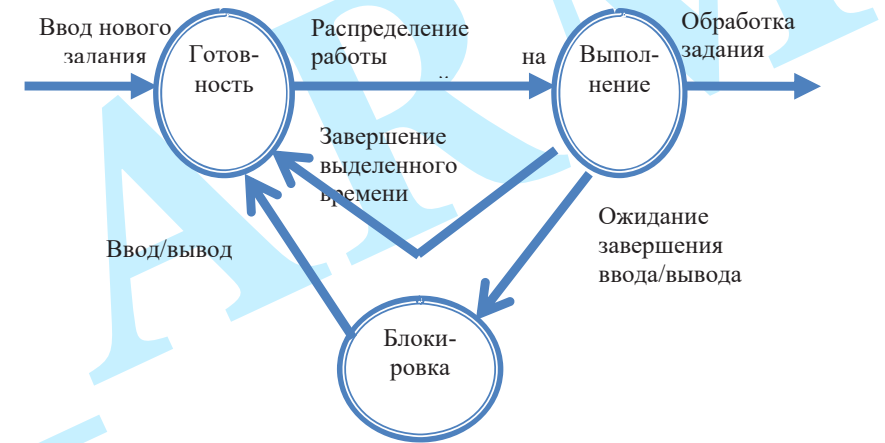 Ввод нового
задания
Готов-
ность
Распределение
работы на
Выпол-
нение
Обработка
задания
Завершение
выделенного
времени
Ввод/вывод
Ожидание
завершения
ввода/вывода
Блоки-
ровка